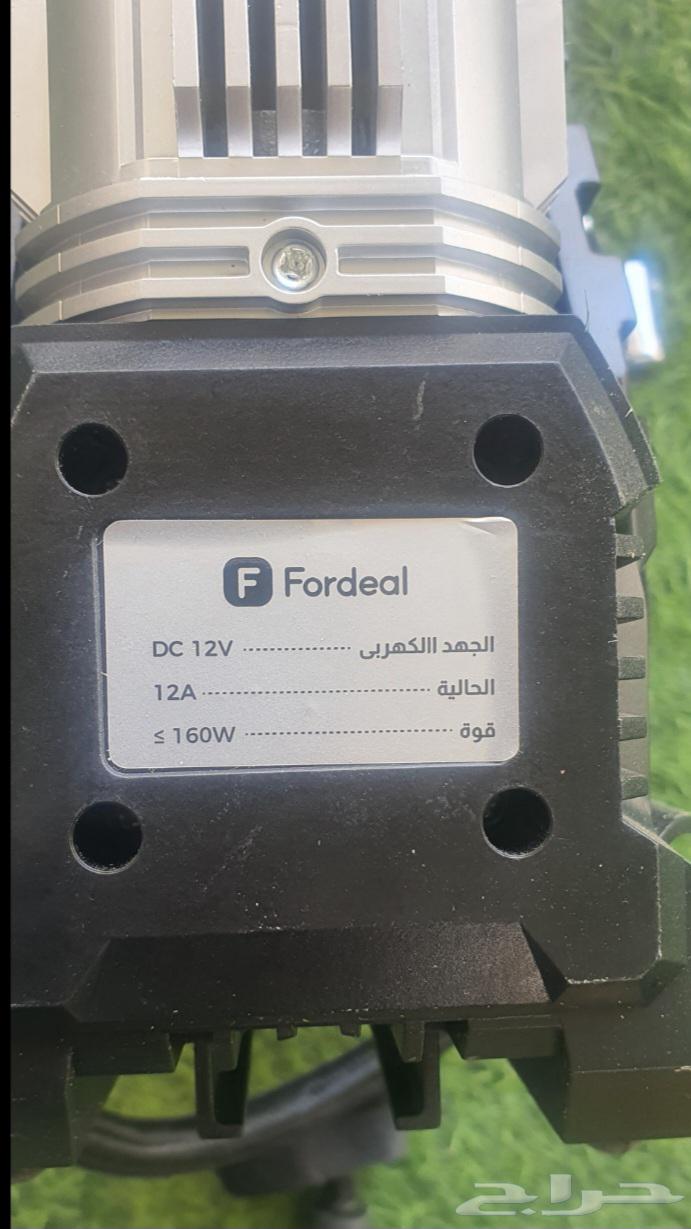 F Fordeal
الجهد االكهربى DC 12V
الحالية 12A
قوة ≤ 160W
حراج